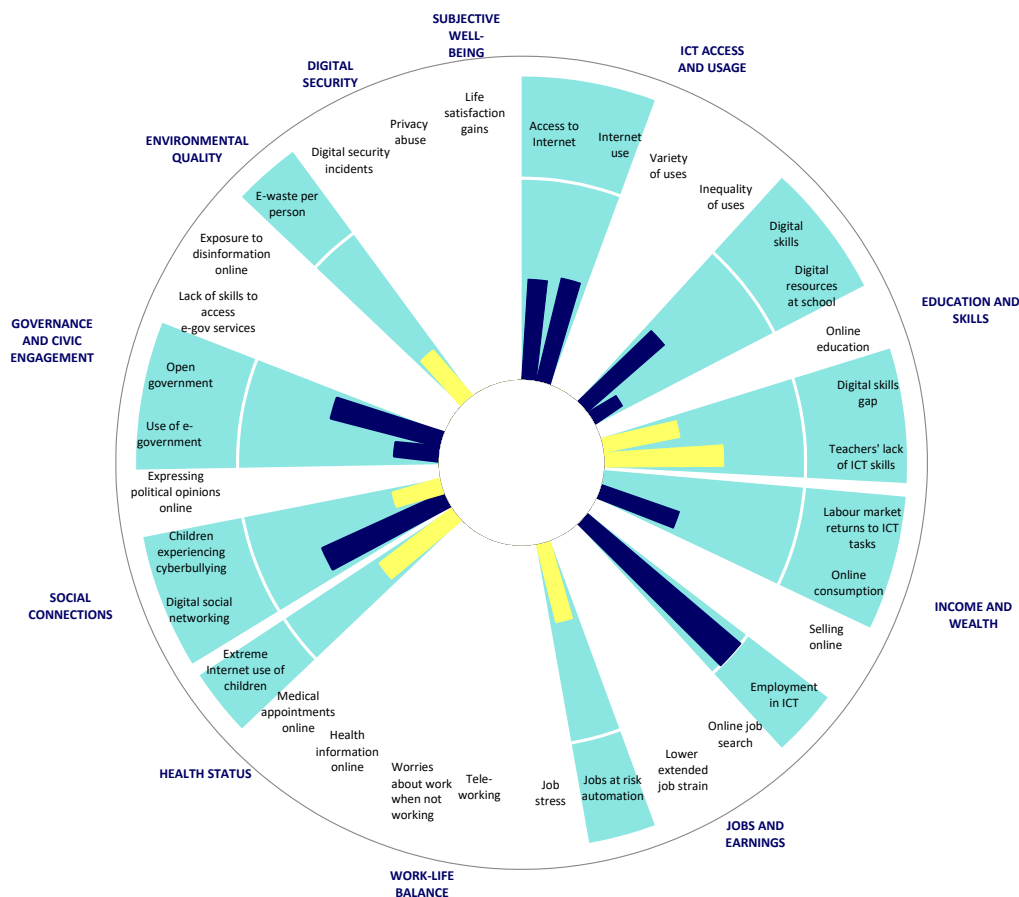 SUBJECTIVE
WELL-
BEING
ICT ACCESS
AND USAGE
DIGITAL
SECURITY
ENVIRONMENTAL
QUALITY
Life
satisfaction
gains
Privacy
abuse
Digital security
incidents
Access to
Internet
Internet
use
Variety
of uses
Inequality
of uses
E-waste per
person
Digital
skills
Digital
resources
at school
Exposure to
disinformation
online
Lack of skills to
access
e-gov services
EDUCATION AND
SKILLS
Online
education
GOVERNANCE
AND CIVIC
ENGAGEMENT
Open
government
Digital skills
gap
Use of e-
government
Teachers' lack
of ICT skills
Expressing
political opinions
online
Labour market
returns to ICT
tasks
Children
experiencing
cyberbullying
Online
consumption
SOCIAL
CONNECTIONS
Digital social
networking
INCOME AND
WEALTH
Selling
online
Extreme
Internet use of
children
Employment
in ICT
Medical
appointments
online
Online job
search
Health
information
online
Lower
extended
job strain
HEALTH STATUS
Worries
about work
when not
working
Tele-
working
Job
stress
Jobs at risk
automation
JOBS AND
EARNINGS
WORK-LIFE
BALANCE